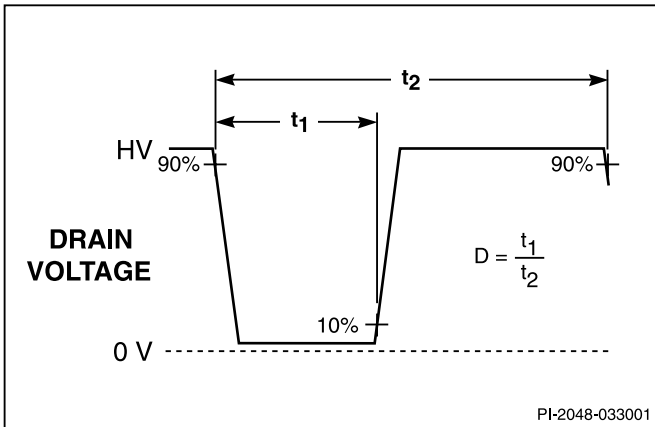 t2
t1
HV
90%
90%
DRAIN
VOLTAGE
D = t1
t2
10%
0 V
PI-2048-033001